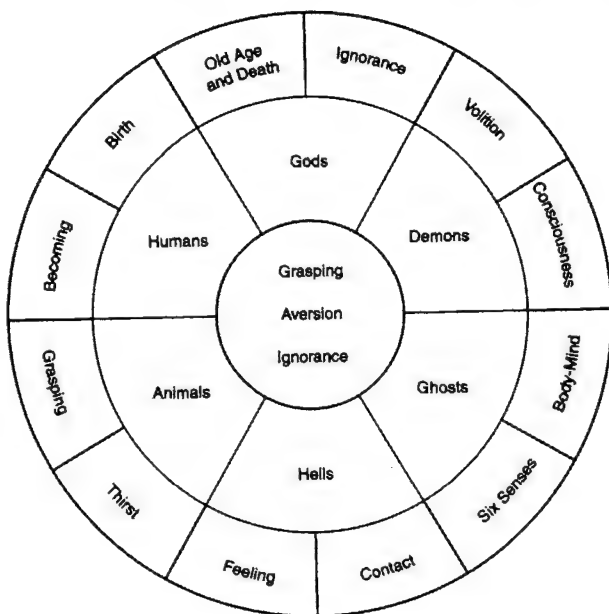 Old Age
and Death
Ignorance
Volition
Consciousness
Body-Mind
Six Senses
Contact
Feeling
Thirst
Grasping
Becoming
Birth
Gods
Demons
Ghosts
Hells
Animals
Humans
Grasping
Aversion
Ignorance